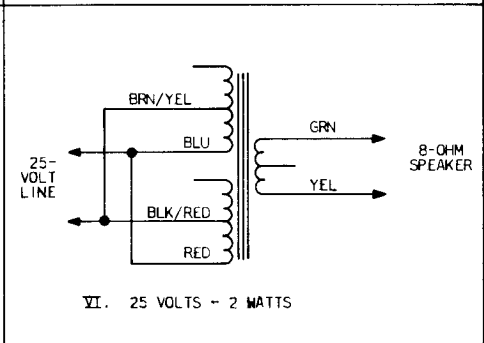 BRN/YEL
GRN
BLU
25-
VOLT
LINE
8-OHM
SPEAKER
YEL
BLK/RED
RED
VI. 25 VOLTS - 2 WATTS